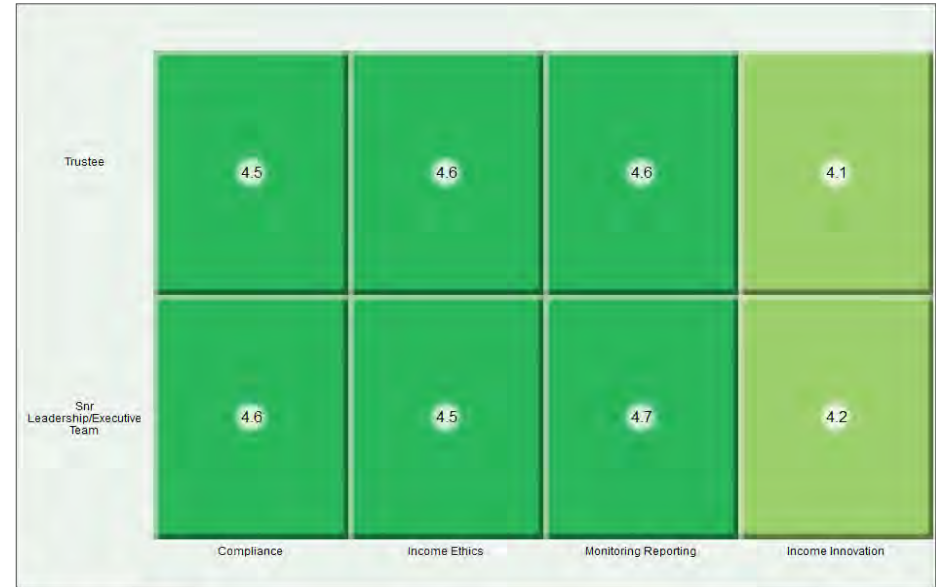 Trustee
4.5
4.6
4.6
4.1
Snr
Leadership/Executive
Team
4.6
4.5
4.7
4.2
Compliance
Income Ethics
Monitoring Reporting
Income Innovation